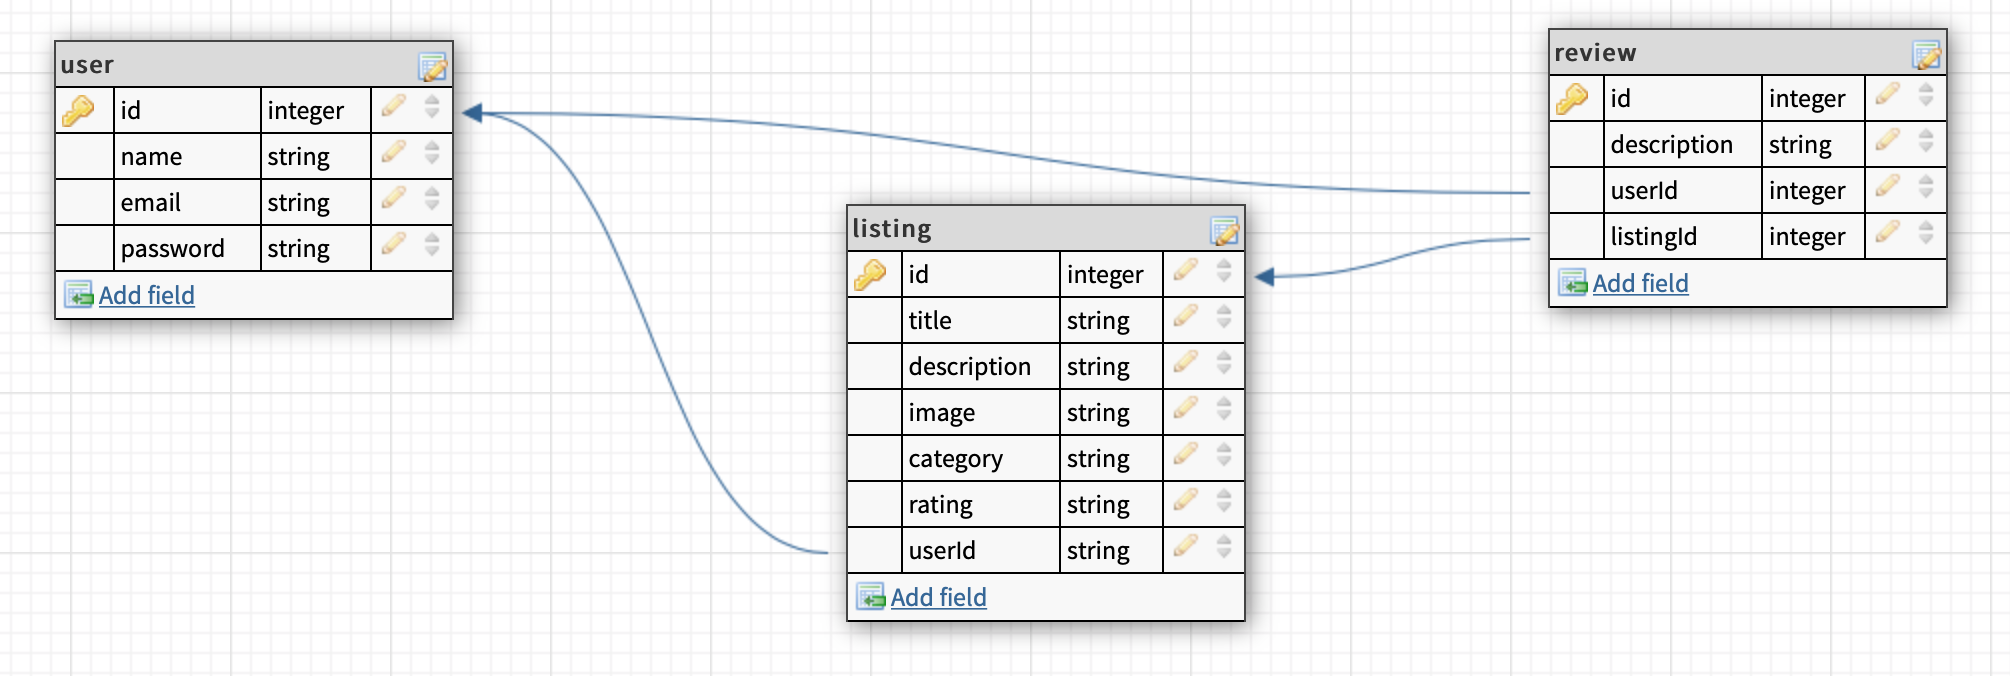 user
id integer
name string
email string
password string
Add field
listing
id integer
title string
description string
image string
category string
rating string
userId string
Add field
review
id integer
description string
userId integer
listingId integer
Add field